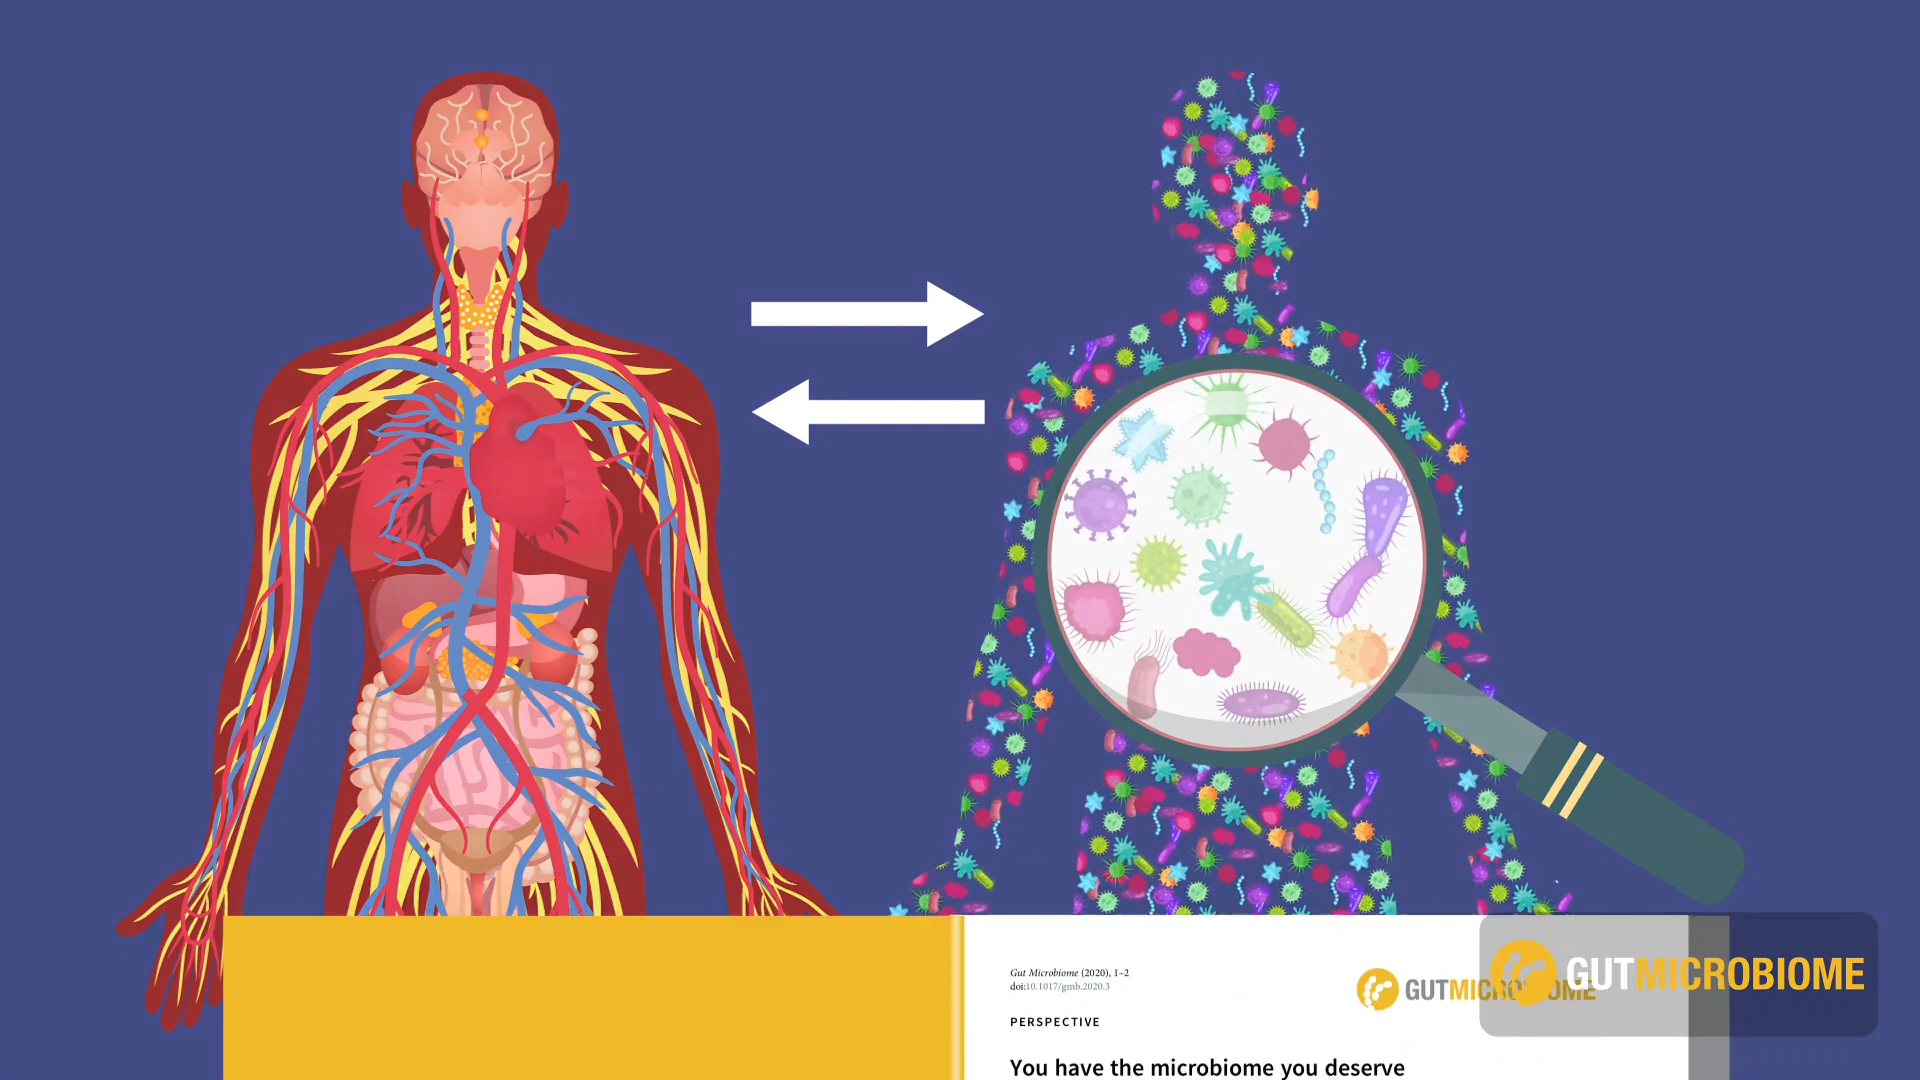 Gut Microbiome (2020), 1–2
doi:10.1017/gmb.2020.3
GUTMICROBIOME
GUTMICROBIOME
PERSPECTIVE
You have the microbiome you deserve